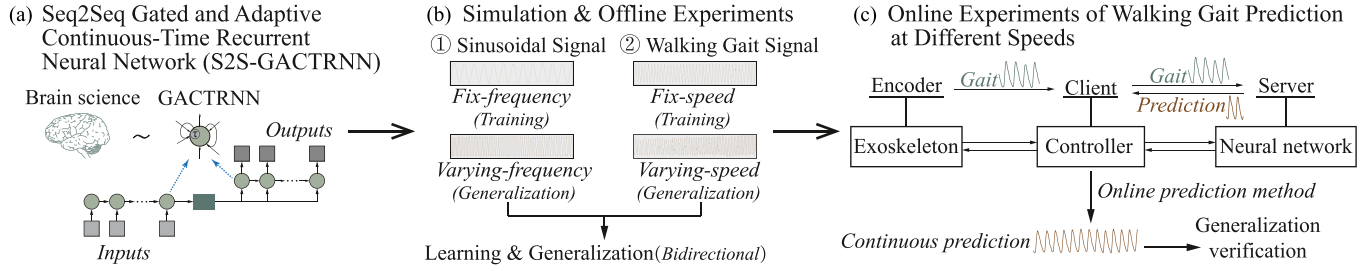 (a) Seq2Seq Gated and Adaptive
Continuous-Time Recurrent
Neural Network (S2S-GACTRNN)
Brain science
GACTRNN
~
Outputs
Inputs
(b) Simulation & Offline Experiments
① Sinusoidal Signal
② Walking Gait Signal
Fix-frequency
(Training)
Fix-speed
(Training)
Varying-frequency
(Generalization)
Varying-speed
(Generalization)
Learning & Generalization(Bidirectional)
(c) Online Experiments of Walking Gait Prediction
at Different Speeds
Encoder
Gait
Client
Gait
Prediction
Server
Exoskeleton
Controller
Neural network
Online prediction method
Continuous prediction
Generalization
verification